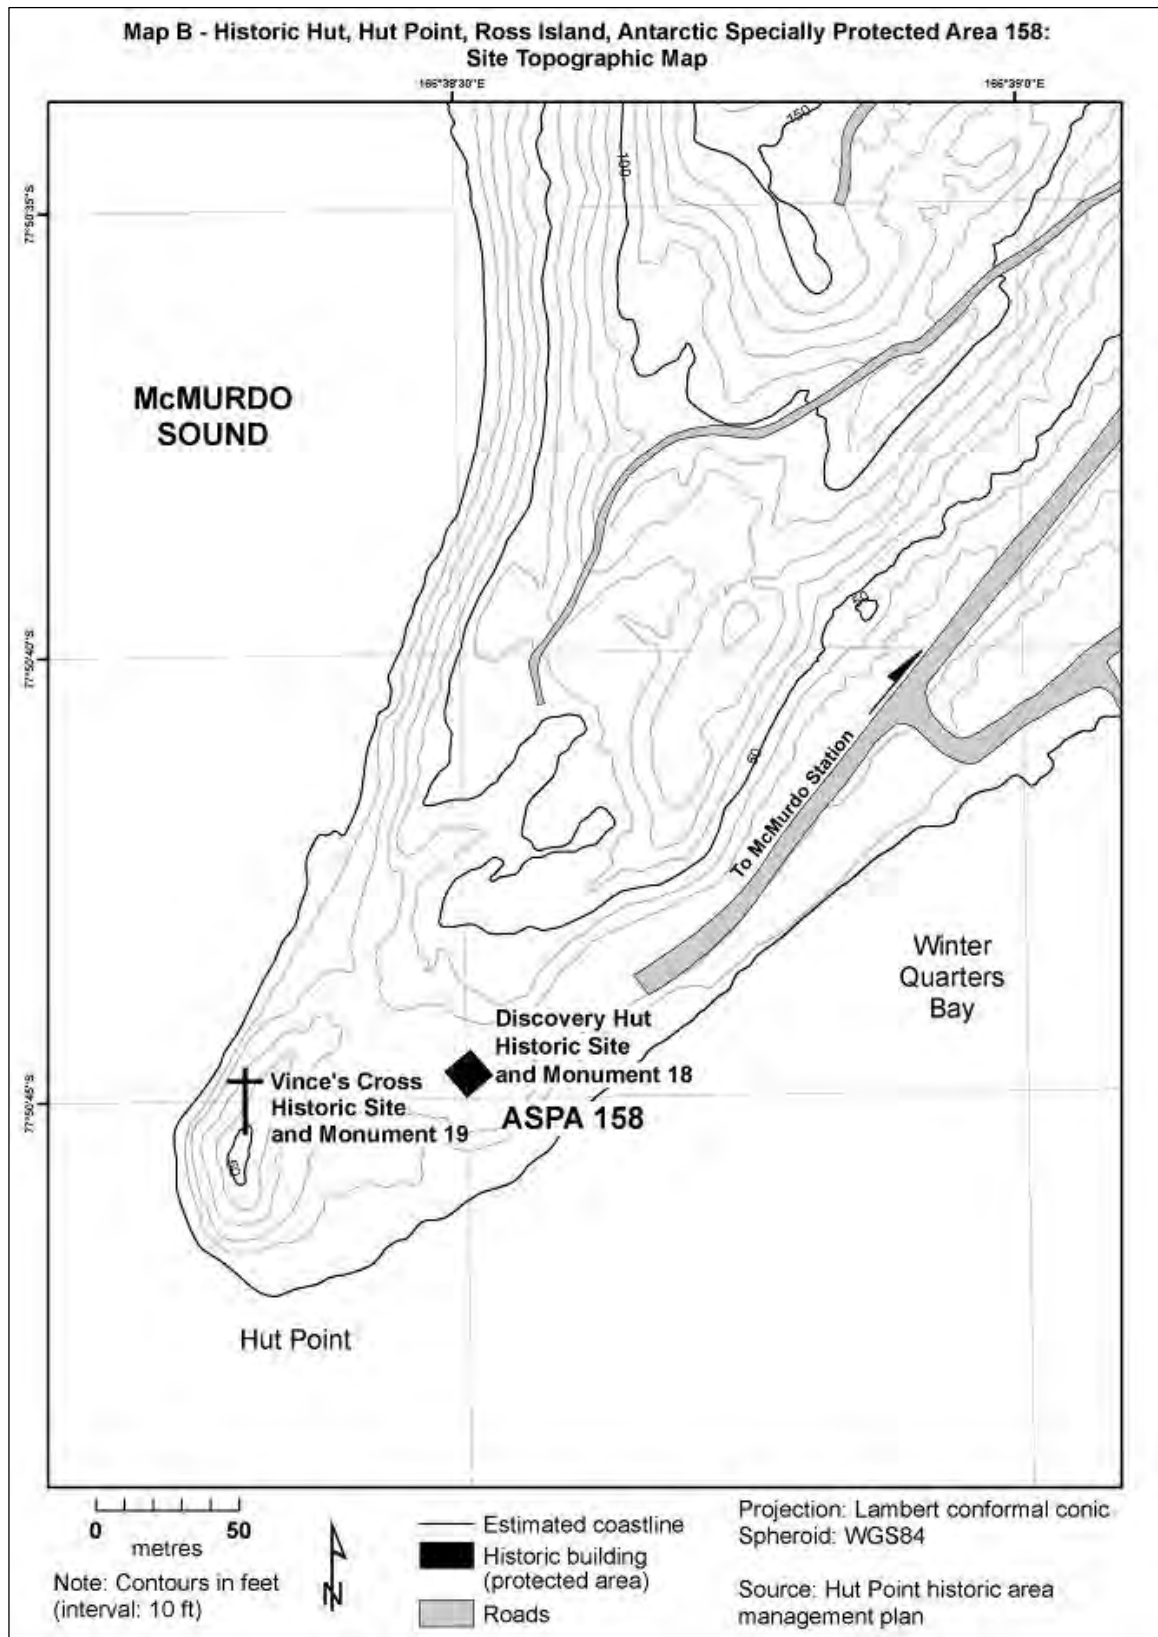 Map B - Historic Hut, Hut Point, Ross Island, Antarctic Specially Protected Area 158:
Site Topographic Map
166°38'30"E
166°39'0"E
150
100
77°50'35"S
McMURDO
SOUND
60
77°50'40"S
60
To McMurdo Station
Winter
Quarters
Bay
Discovery Hut
Historic Site
and Monument 18
ASPA 158
Vince's Cross
Historic Site
and Monument 19
77°50'45"S
60
Hut Point
0
50
metres
Note: Contours in feet
(interval: 10 ft)
N
Estimated coastline
Historic building
(protected area)
Roads
Projection: Lambert conformal conic
Spheroid: WGS84
Source: Hut Point historic area
management plan